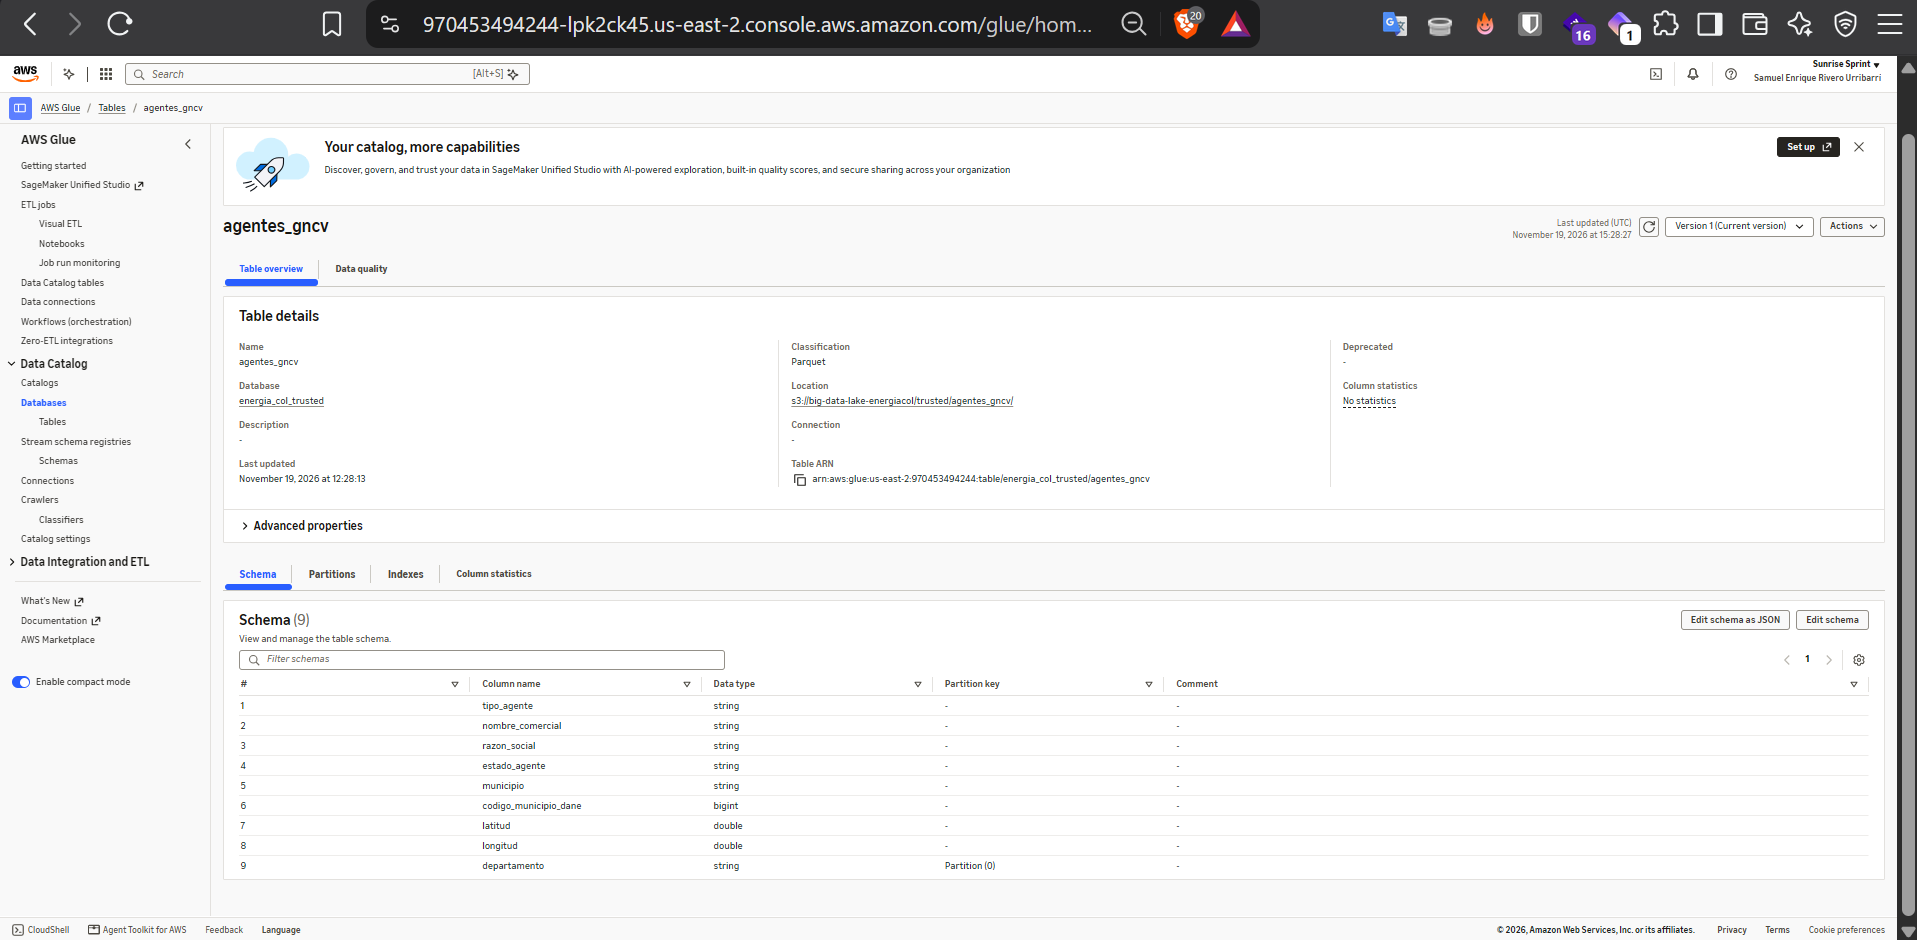 970453494244-lpk2ck45.us-east-2.console.aws.amazon.com/glue/hom...
20
16
1
aws
Search
[Alt+S]
Sunrise Sprint
Samuel Enrique Rivero Urribarri
AWS Glue / Tables / agentes_gncv
AWS Glue
Getting started
SageMaker Unified Studio
ETL jobs
Visual ETL
Notebooks
Job run monitoring
Data Catalog tables
Data connections
Workflows (orchestration)
Zero-ETL integrations
Data Catalog
Catalogs
Databases
Tables
Stream schema registries
Schemas
Connections
Crawlers
Classifiers
Catalog settings
Data Integration and ETL
What's New
Documentation
AWS Marketplace
Enable compact mode
Your catalog, more capabilities
Discover, govern, and trust your data in SageMaker Unified Studio with AI-powered exploration, built-in quality scores, and secure sharing across your organization
Set up
agentes_gncv
Last updated (UTC)
November 19, 2026 at 15:28:27
Version 1 (Current version)
Actions
Table overview
Data quality
Table details
Name
agentes_gncv
Database
energia_col_trusted
Description
-
Last updated
November 19, 2026 at 12:28:13
Classification
Parquet
Location
s3://big-data-lake-energiacol/trusted/agentes_gncv/
Connection
-
Table ARN
arn:aws:glue:us-east-2:970453494244:table/energia_col_trusted/agentes_gncv
Deprecated
-
Column statistics
No statistics
Advanced properties
Schema
Partitions
Indexes
Column statistics
Schema (9)
View and manage the table schema.
Edit schema as JSON
Edit schema
Filter schemas
1
# Column name Data type Partition key Comment
1 tipo_agente string - -
2 nombre_comercial string - -
3 razon_social string - -
4 estado_agente string - -
5 municipio string - -
6 codigo_municipio_dane bigint - -
7 latitud double - -
8 longitud double - -
9 departamento string Partition (0) -
CloudShell
Agent Toolkit for AWS
Feedback
Language
© 2026, Amazon Web Services, Inc. or its affiliates.
Privacy
Terms
Cookie preferences